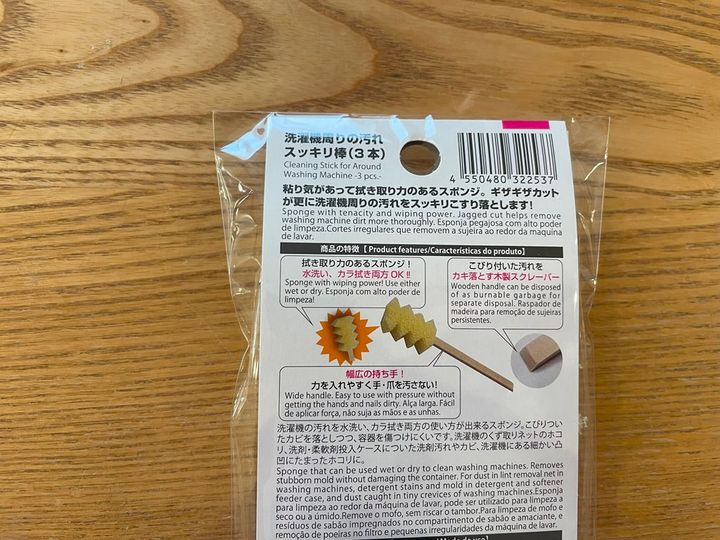 洗濯機周りの汚れ
スッキリ棒(3本)
Cleaning Stick for Around
Washing Machine -3 pcs.-
4 550480 322537
粘り気があって拭き取り力のあるスポンジ。ギザギザカット
が更に洗濯機周りの汚れをスッキリこすり落とします!
Sponge with tenacity and wiping power. Jagged cut helps remove
washing machine dirt more thoroughly. Esponja pegajosa com alto poder
de limpeza.Cortes irregulares que removem a sujeira ao redor da maquina
de lavar.
商品の特徴【 Product features/Características do produto】
拭き取り力のあるスポンジ!
水洗い、カラ拭き両方OK!!
Sponge with wiping power! Use either
wet or dry. Esponja com alto poder de
limpeza!
こびり付いた汚れを
カキ落とす木製スクレーパー
Wooden handle can be disposed
of as burnable garbage for
separate disposal. Raspador de
madeira para remoção de sujeiras
persistentes.
幅広の持ち手!
力を入れやすく手・爪を汚さない!
Wide handle. Easy to use with pressure without
getting the hands and nails dirty. Alça larga. Fácil
de aplicar força, não suja as mãos e as unhas.
洗濯機の汚れを水洗い、カラ拭き両方の使い方が出来るスポンジ。こびりつい
たカビを落としつつ、容器を傷つけにくいです。洗濯機のくず取りネットのホコ
リ、洗剤・柔軟剤投入ケースについた洗剤汚れやカビ、洗濯機にある細かい凸
凹にたまったホコリに。
Sponge that can be used wet or dry to clean washing machines. Removes
stubborn mold without damaging the container. For dust in lint removal net in
washing machines, detergent stains and mold in detergent and softener
feeder case, and dust caught in tiny crevices of washing machines.Esponja
para limpeza ao redor da máquina de lavar, pode ser utilizado para limpeza a
seco ou a úmido.Remove o mofo, sem riscar o tambor.Para limpeza de mofo e
resíduos de sabão impregnados no compartimento de sabão e amaciante, e
remoção de poeiras no filtro e pequenas irregularidades da máquina de lavar.